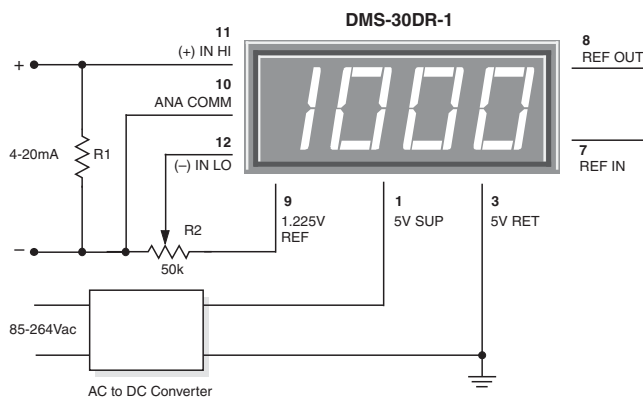 DMS-30DR-1
11
(+) IN HI
8
REF OUT
+
10
ANA COMM
1000
4-20mA
R1
12
(–) IN LO
7
REF IN
9
1.225V
REF
1
5V SUP
3
5V RET
–
R2
50k
85-264Vac
AC to DC Converter